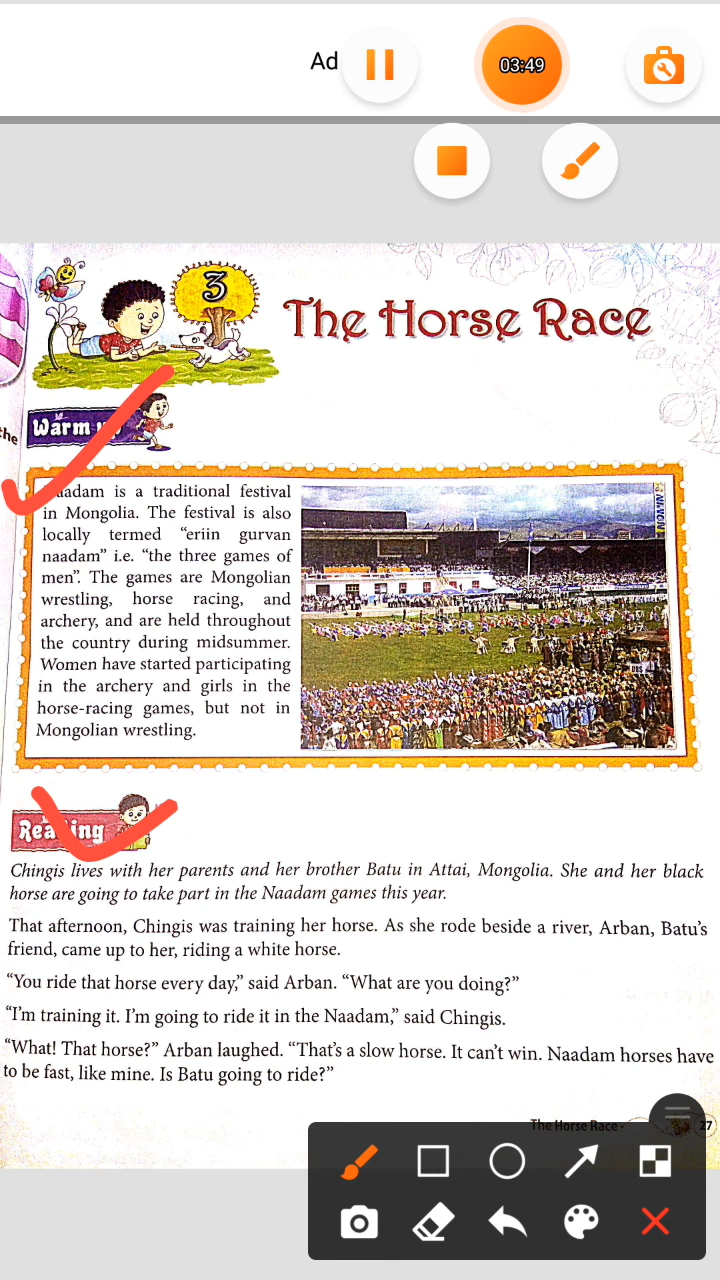 Ad
03:49
3
The Horse Race
the
Warm up
Naadam is a traditional festival
in Mongolia. The festival is also
locally termed “eriin gurvan
naadam” i.e. “the three games of
men”. The games are Mongolian
wrestling, horse racing, and
archery, and are held throughout
the country during midsummer.
Women have started participating
in the archery and girls in the
horse-racing games, but not in
Mongolian wrestling.
UBS
Reading
Chingis lives with her parents and her brother Batu in Attai, Mongolia. She and her black
horse are going to take part in the Naadam games this year.
That afternoon, Chingis was training her horse. As she rode beside a river, Arban, Batu’s
friend, came up to her, riding a white horse.
“You ride that horse every day,” said Arban. “What are you doing?”
“I’m training it. I’m going to ride it in the Naadam,” said Chingis.
“What! That horse?” Arban laughed. “That’s a slow horse. It can’t win. Naadam horses have
to be fast, like mine. Is Batu going to ride?”
The Horse Race
27